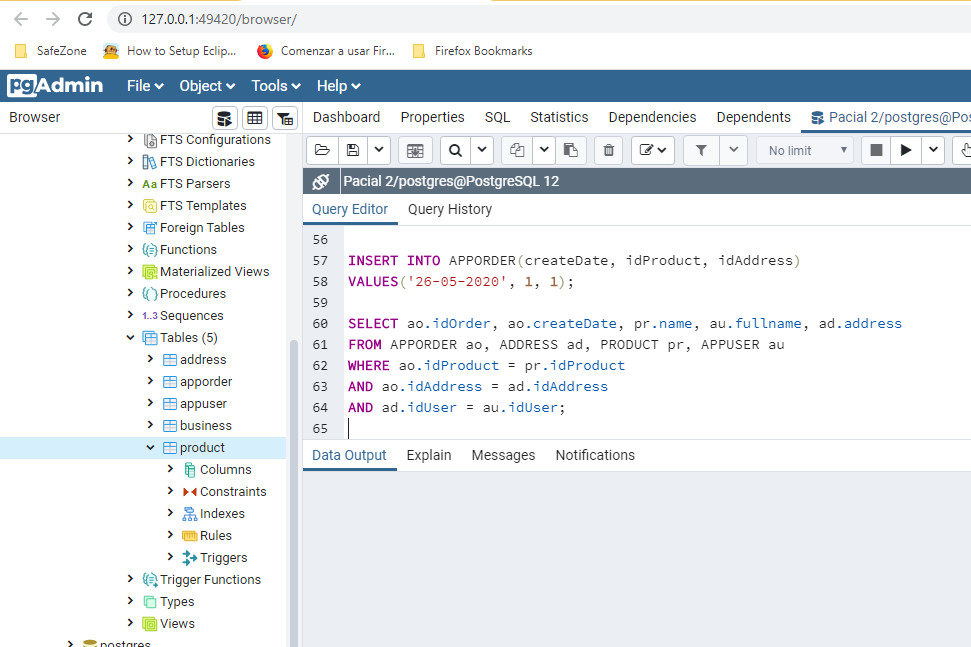 127.0.0.1:49420/browser/
SafeZone How to Setup Eclip... Comenzar a usar Fir... Firefox Bookmarks
pgAdmin File Object Tools Help
Browser
Dashboard Properties SQL Statistics Dependencies Dependents Pacial 2/postgres@Pos
FTS Configurations
FTS Dictionaries
Aa FTS Parsers
FTS Templates
Foreign Tables
Functions
Materialized Views
Procedures
1..3 Sequences
Tables (5)
address
apporder
appuser
business
product
Columns
Constraints
Indexes
Rules
Triggers
Trigger Functions
Types
Views
postgres
No limit
Pacial 2/postgres@PostgreSQL 12
Query Editor Query History
56
57 INSERT INTO APPORDER(createDate, idProduct, idAddress)
58 VALUES('26-05-2020', 1, 1);
59
60 SELECT ao.idOrder, ao.createDate, pr.name, au.fullname, ad.address
61 FROM APPORDER ao, ADDRESS ad, PRODUCT pr, APPUSER au
62 WHERE ao.idProduct = pr.idProduct
63 AND ao.idAddress = ad.idAddress
64 AND ad.idUser = au.idUser;
65
Data Output Explain Messages Notifications